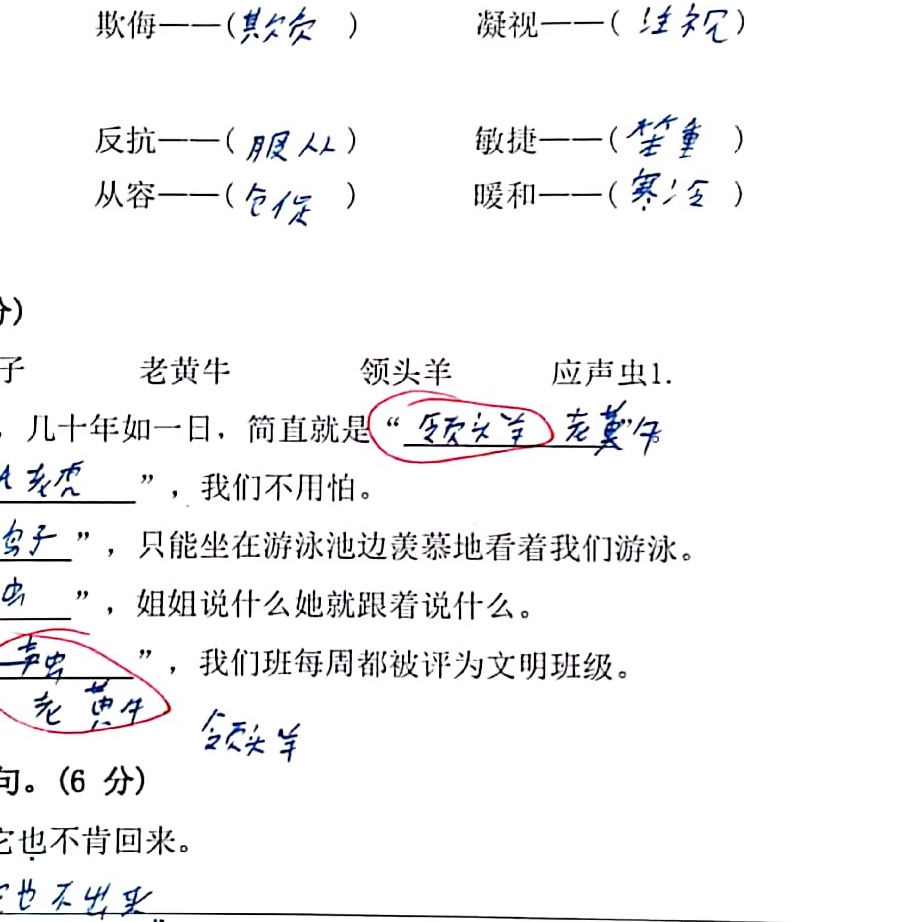 欺侮——(欺负 ) 凝视——( 注视)
反抗——( 服从 ) 敏捷——( 笨重 )
从容——( 仓促 ) 暖和——( 寒冷 )
分)
子 老黄牛 领头羊 应声虫1.
，几十年如一日，简直就是“ 领头羊 老黄牛”。
老虎 ”，我们不用怕。
鸭子 ”，只能坐在游泳池边羡慕地看着我们游泳。
虫 ”，姐姐说什么她就跟着说什么。
声虫 ”，我们班每周都被评为文明班级。
老黄牛 领头羊
句。(6 分)
它也不肯回来。
它也不出来
”